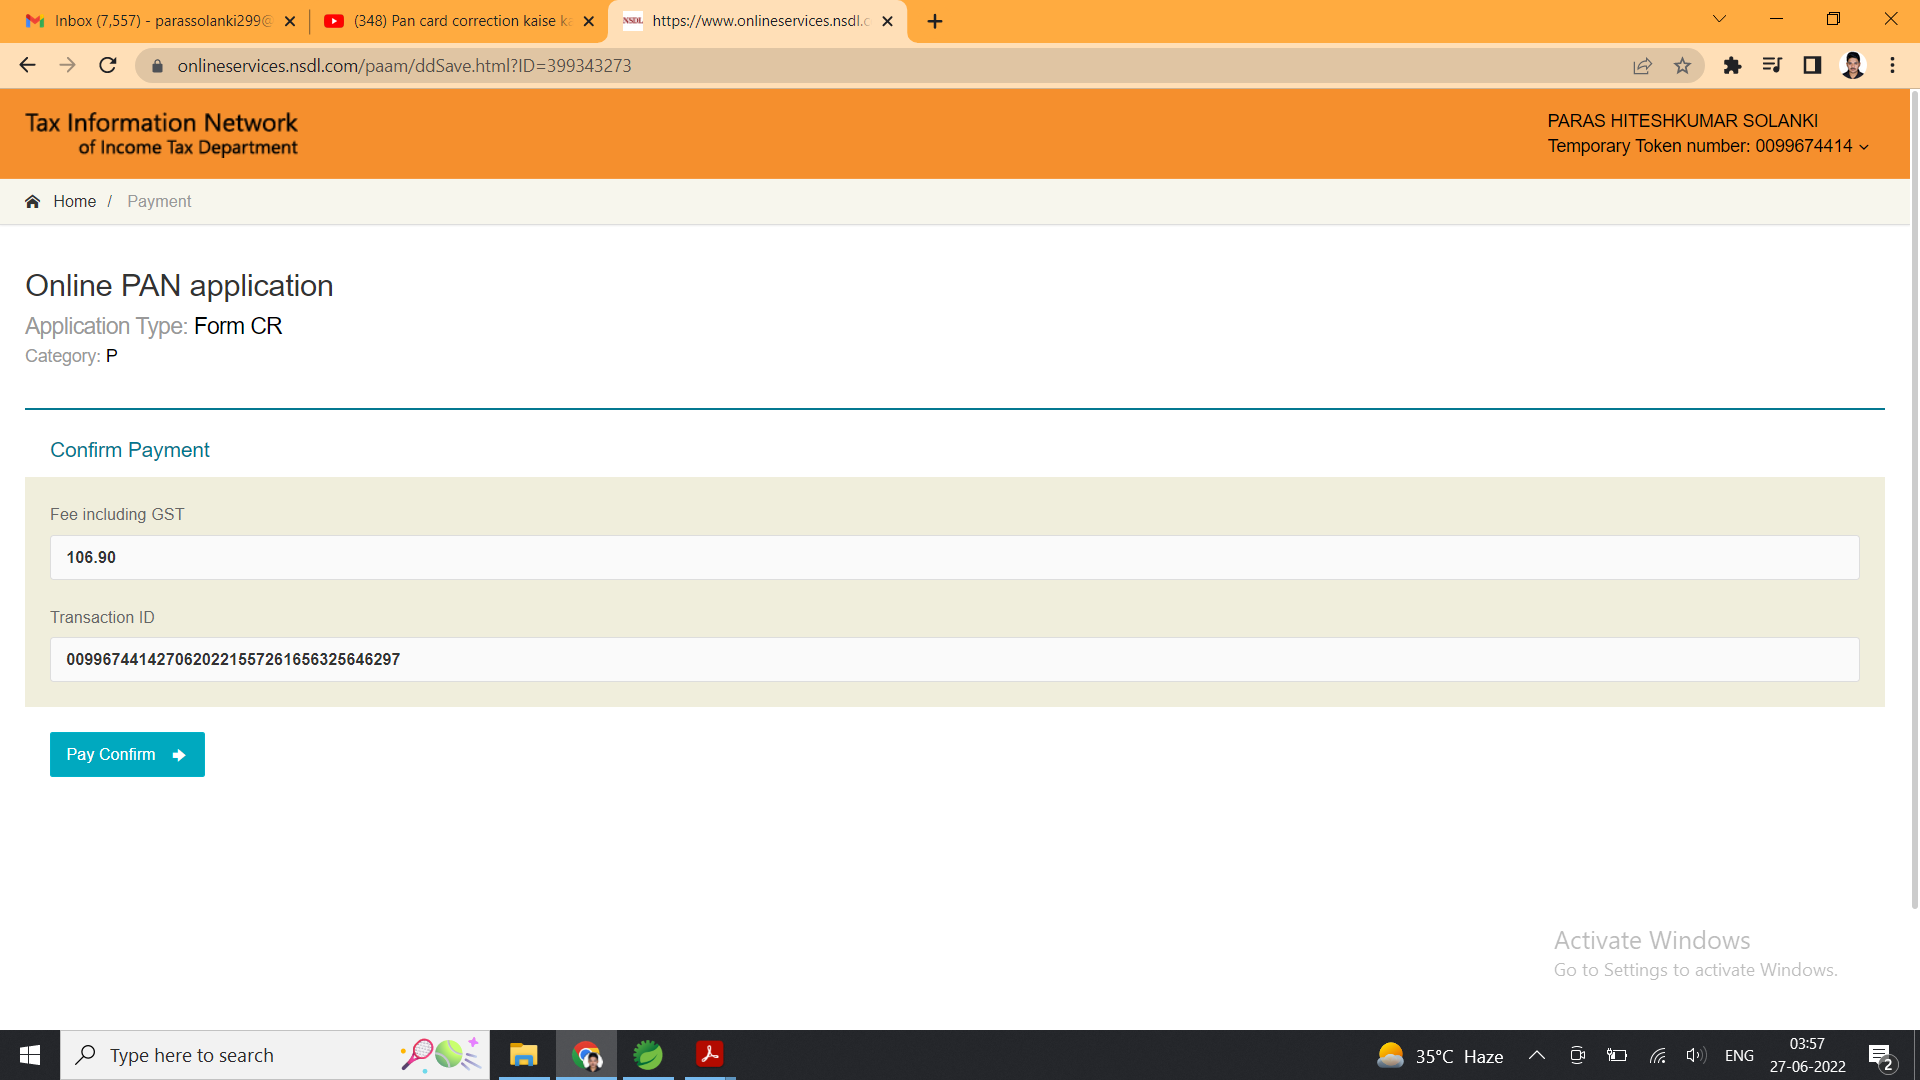 Inbox (7,557) - parassolanki299@
(348) Pan card correction kaise ka
NSDL
https://www.onlineservices.nsdl.c
onlineservices.nsdl.com/paam/ddSave.html?ID=399343273
Tax Information Network
of Income Tax Department
PARAS HITESHKUMAR SOLANKI
Temporary Token number: 0099674414
Home / Payment
Online PAN application
Application Type: Form CR
Category: P
Confirm Payment
Fee including GST
106.90
Transaction ID
00996744142706202215572616563​25646297
Pay Confirm
Activate Windows
Go to Settings to activate Windows.
Type here to search
35°C Haze
ENG
03:57
27-06-2022
2